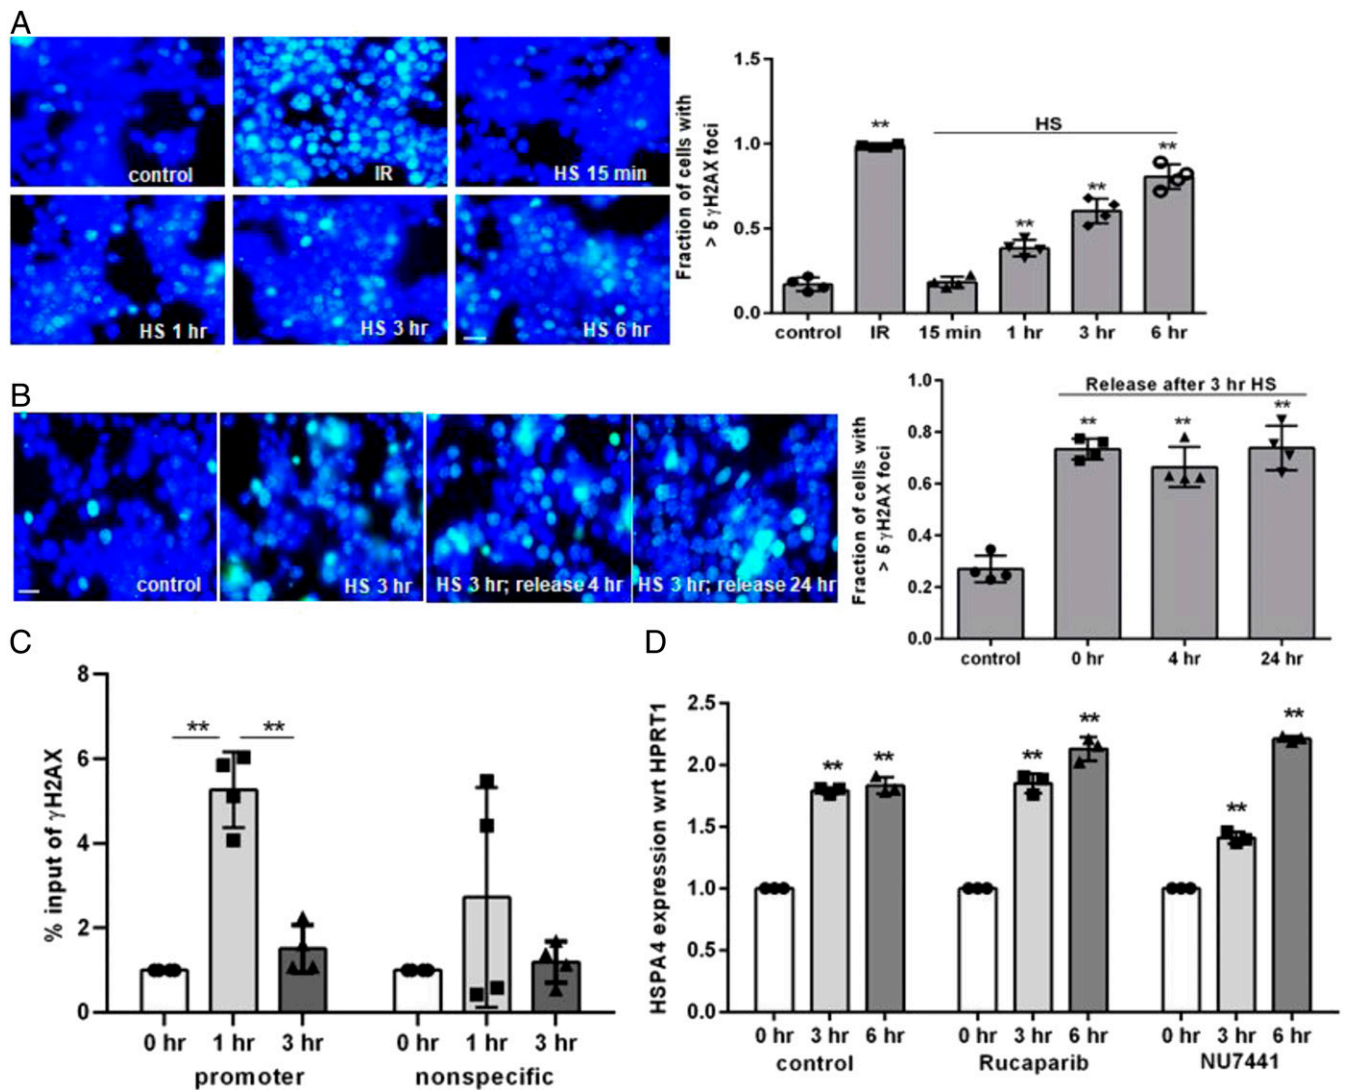 A
control
IR
HS 15 min
HS 1 hr
HS 3 hr
HS 6 hr
Fraction of cells with
> 5 γH2AX foci
1.5
1.0
0.5
0.0
HS
**
**
**
**
control
IR
15 min
1 hr
3 hr
6 hr
B
control
HS 3 hr
HS 3 hr; release 4 hr
HS 3 hr; release 24 hr
Fraction of cells with
> 5 γH2AX foci
1.0
0.8
0.6
0.4
0.2
0.0
Release after 3 hr HS
**
**
**
control
0 hr
4 hr
24 hr
C
% input of γH2AX
8
6
4
2
0
**
**
0 hr
1 hr
3 hr
0 hr
1 hr
3 hr
promoter
nonspecific
D
HSPA4 expression wrt HPRT1
2.5
2.0
1.5
1.0
0.5
0.0
**
**
**
**
**
**
0 hr
3 hr
6 hr
0 hr
3 hr
6 hr
0 hr
3 hr
6 hr
control
Rucaparib
NU7441